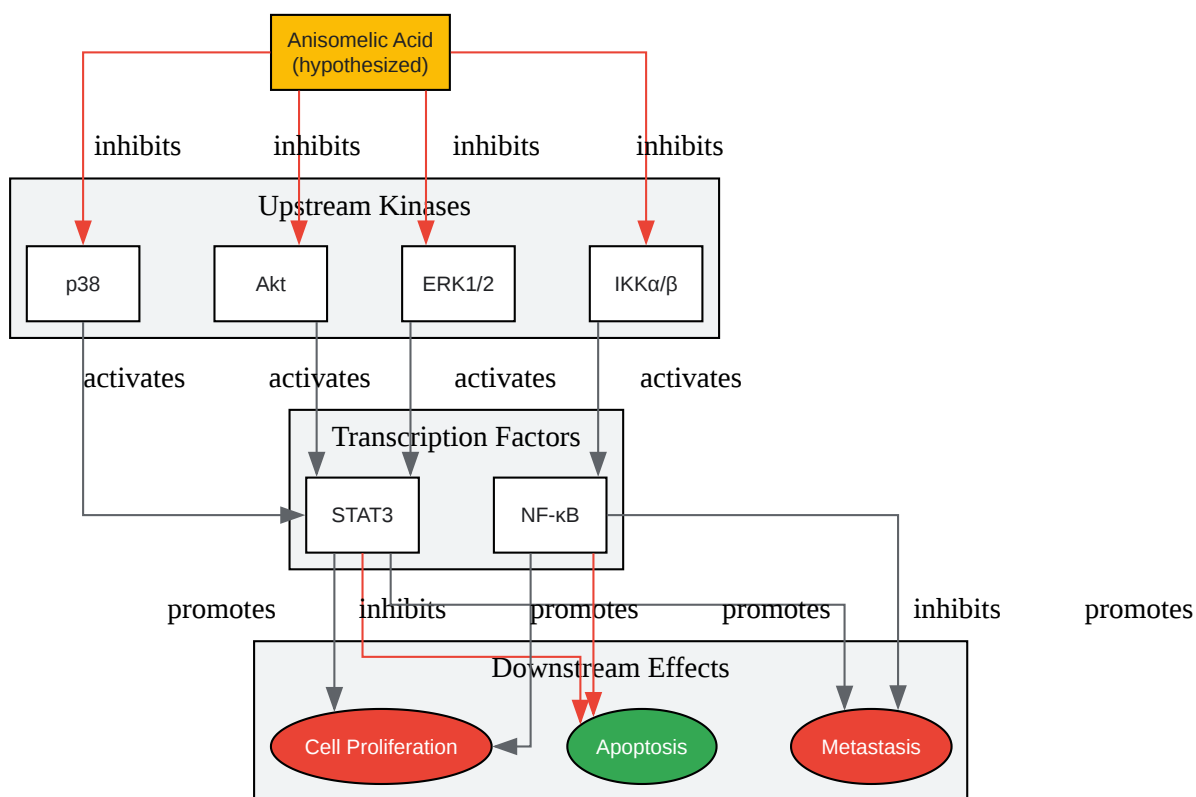 Anisomelic Acid
(hypothesized)
inhibits
inhibits
inhibits
inhibits
Upstream Kinases
p38
Akt
ERK1/2
IKKα/β
activates
activates
activates
activates
Transcription Factors
STAT3
NF-κB
promotes
inhibits
promotes
promotes
inhibits
promotes
Downstream Effects
Cell Proliferation
Apoptosis
Metastasis